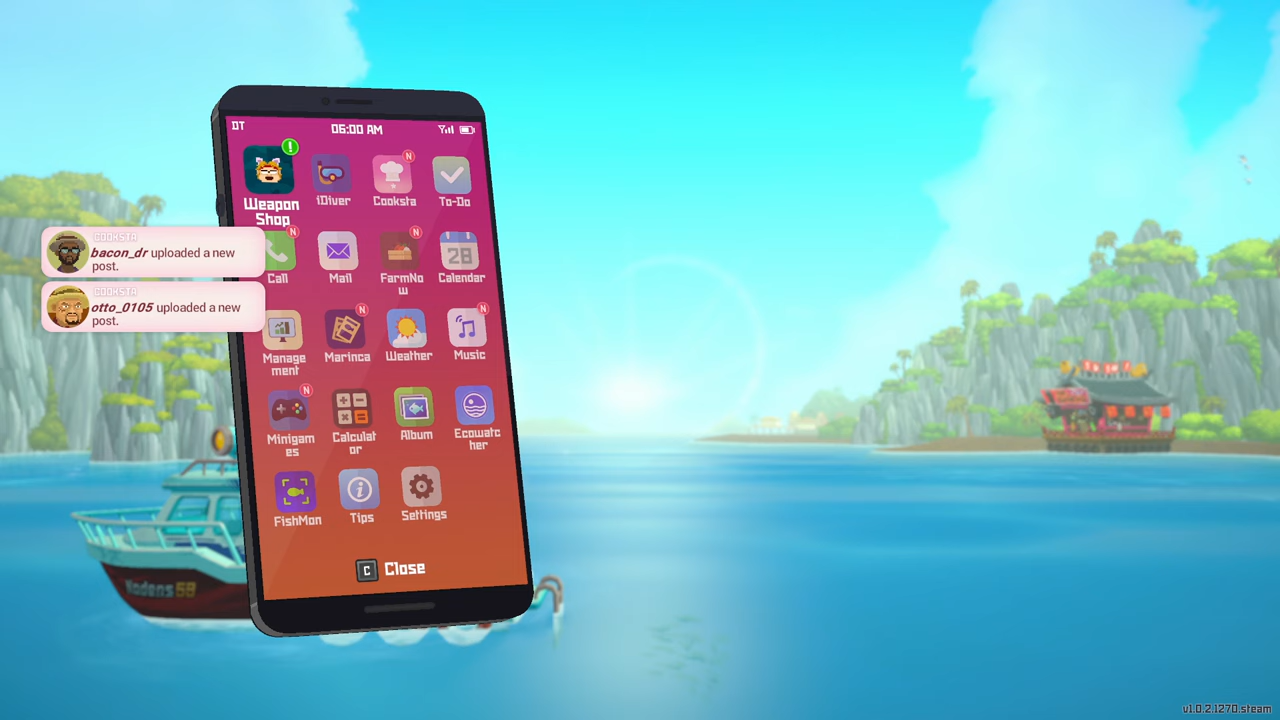 DT
06:00 AM
!
Weapon
Shop
iDiver
N
Cooksta
To-Do
N
Call
Mail
N
FarmNo
w
28
Calendar
COOKSTA
bacon_dr uploaded a new
post.
COOKSTA
otto_0105 uploaded a new
post.
Manage
ment
N
Marinca
Weather
N
Music
N
Minigam
es
Calculat
or
Album
Ecowatc
her
FishMon
Tips
Settings
C Close
Nodens 58
v1.0.2.1270.steam